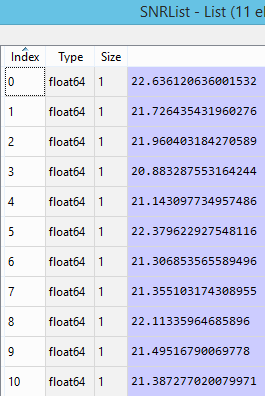 SNRList - List (11 el
Index Type Size
0 float64 1 22.636120636001532
1 float64 1 21.726435431960276
2 float64 1 21.960403184270589
3 float64 1 20.883287553164244
4 float64 1 21.143097734957486
5 float64 1 22.379622927548116
6 float64 1 21.306853565589496
7 float64 1 21.355103174308955
8 float64 1 22.11335964685896
9 float64 1 21.49516790069778
10 float64 1 21.387277020079971